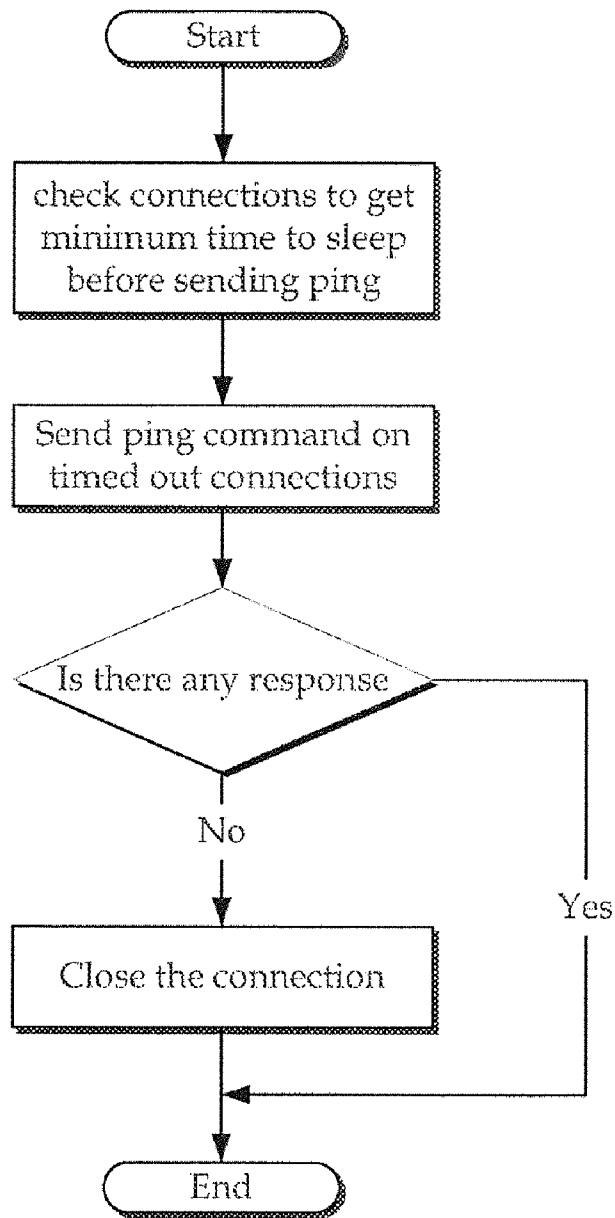 Start
check connections to get
minimum time to sleep
before sending ping
Send ping command on
timed out connections
Is there any response
No
Yes
Close the connection
End